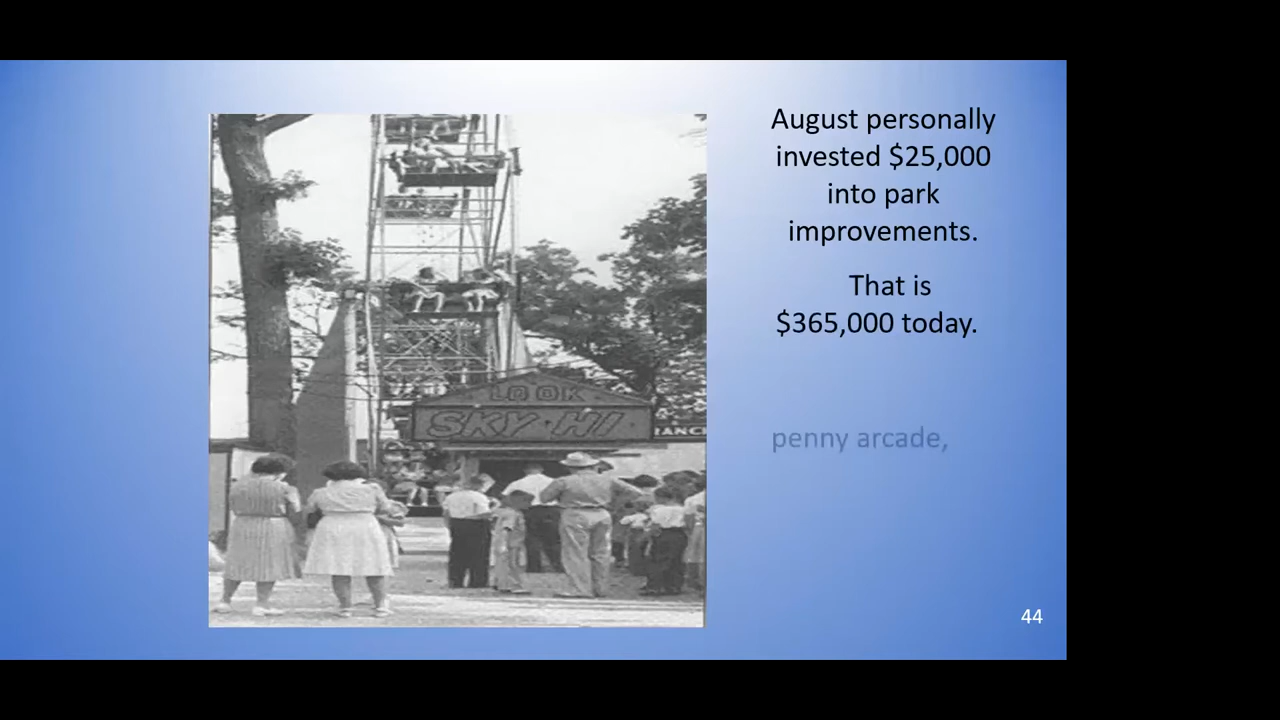 August personally
invested $25,000
into park
improvements.
That is
$365,000 today.
LOOK
SKY-HI
penny arcade,
44